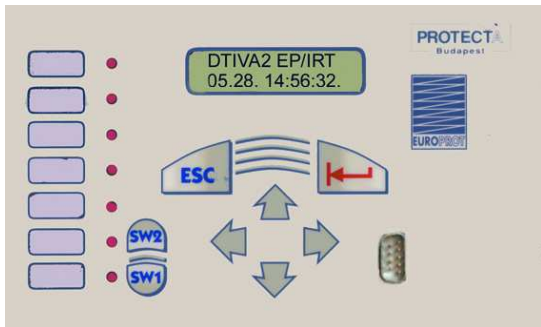 PROTECTA
Budapest
DTIVA2 EP/IRT
05.28. 14:56:32.
EUROPROT
ESC
SW2
SW1